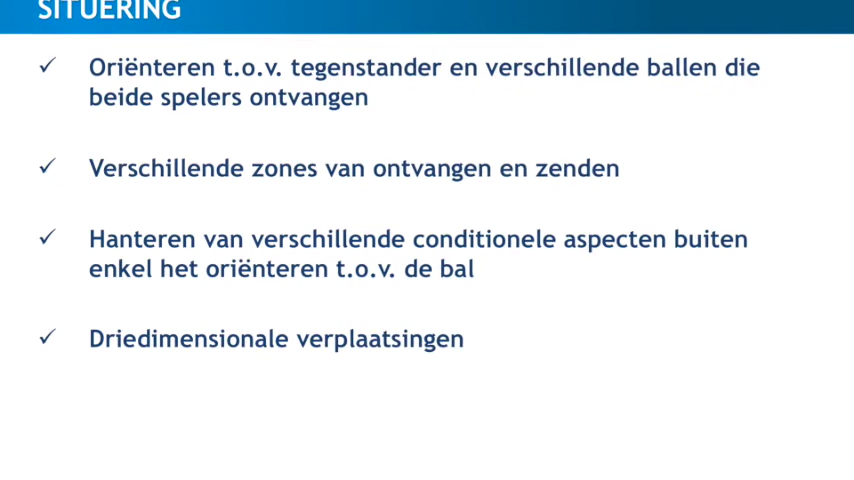 SITUERING
✓ Oriënteren t.o.v. tegenstander en verschillende ballen die
beide spelers ontvangen
✓ Verschillende zones van ontvangen en zenden
✓ Hanteren van verschillende conditionele aspecten buiten
enkel het oriënteren t.o.v. de bal
✓ Driedimensionale verplaatsingen